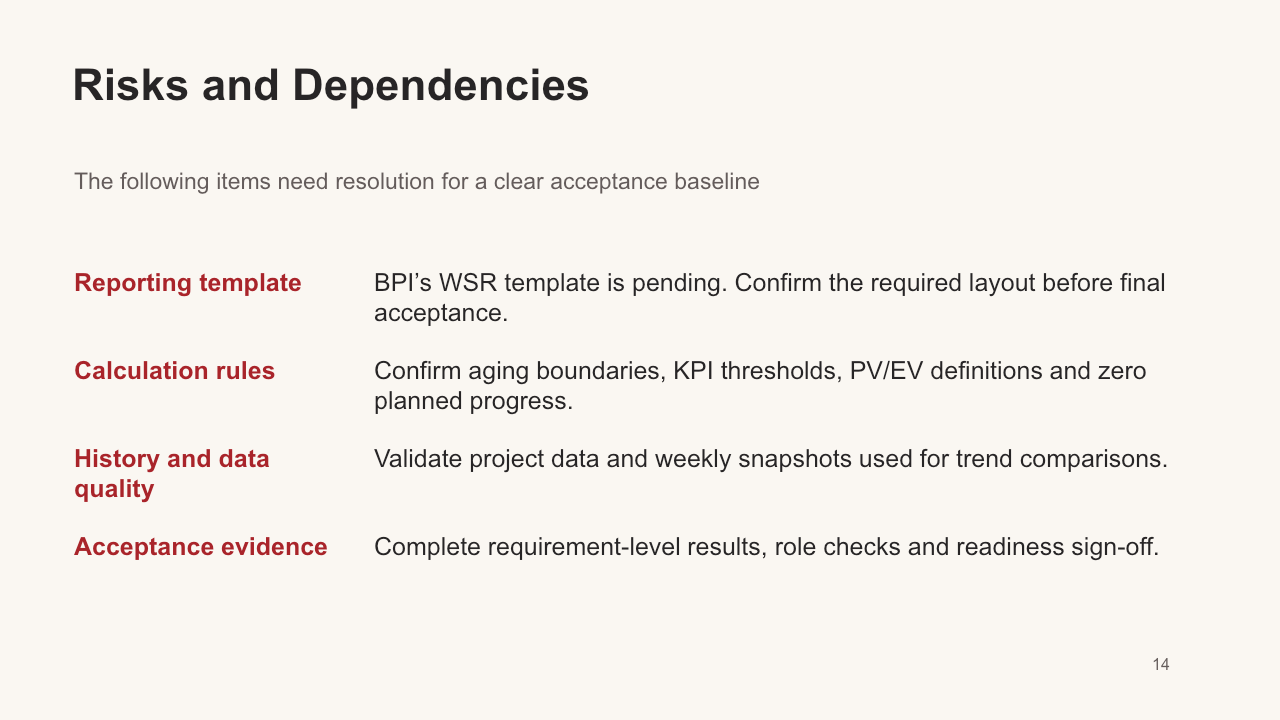 Risks and Dependencies
The following items need resolution for a clear acceptance baseline
Reporting template
BPI’s WSR template is pending. Confirm the required layout before final
acceptance.
Calculation rules
Confirm aging boundaries, KPI thresholds, PV/EV definitions and zero
planned progress.
History and data
quality
Validate project data and weekly snapshots used for trend comparisons.
Acceptance evidence
Complete requirement-level results, role checks and readiness sign-off.
14